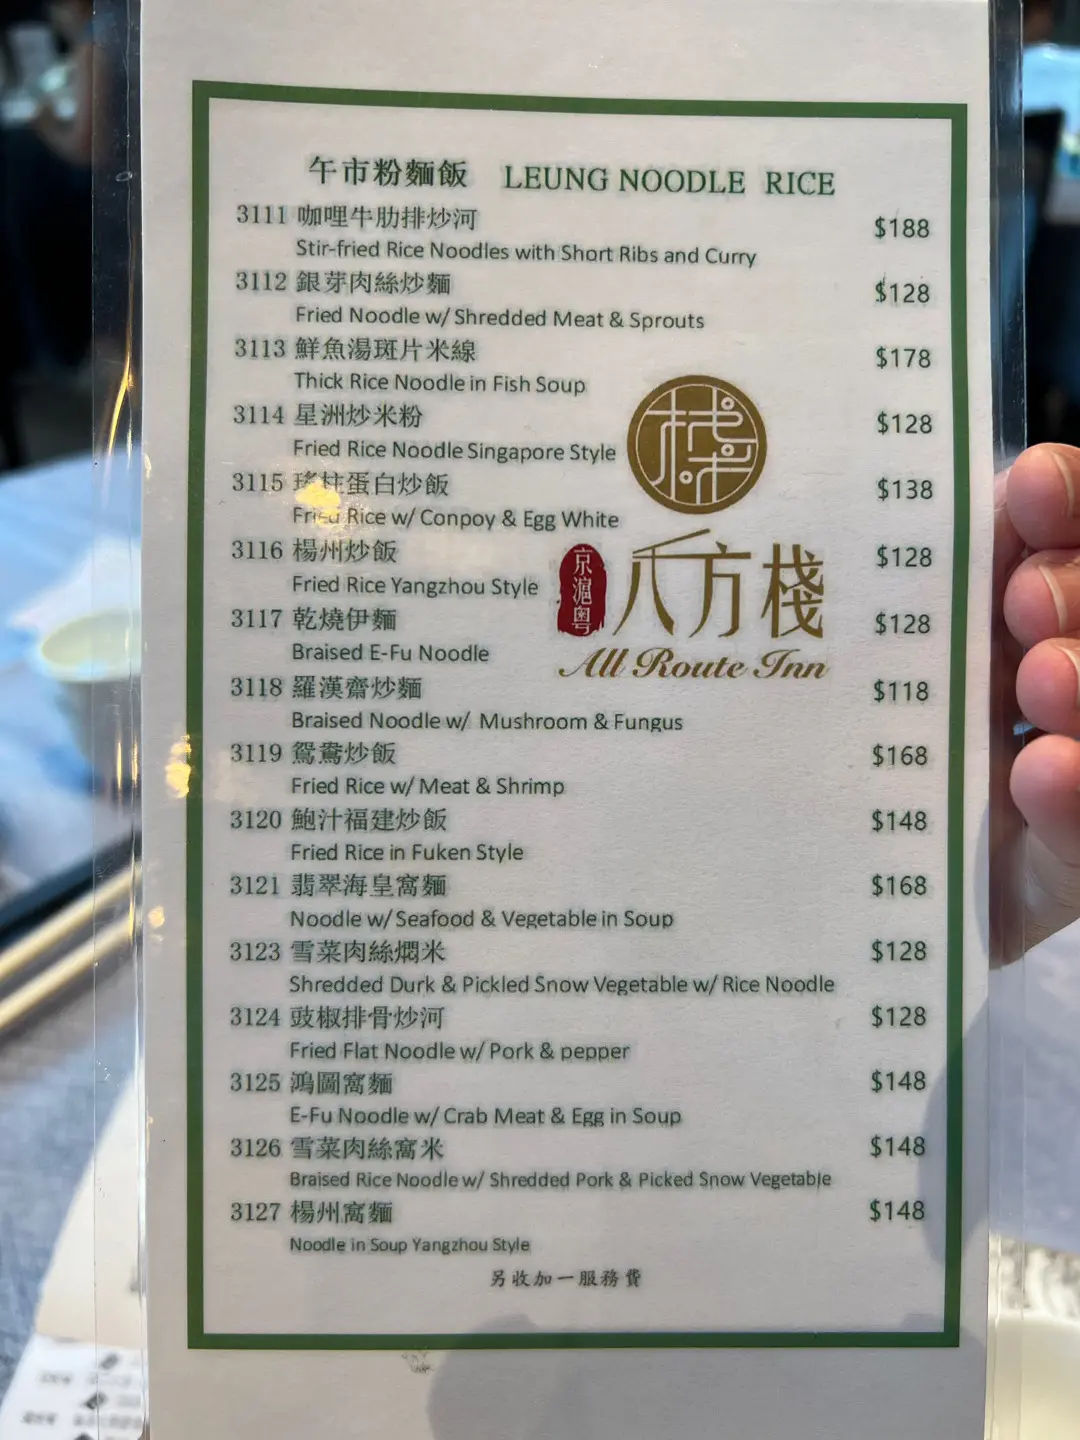 午市粉麵飯 LEUNG NOODLE RICE
3111 咖哩牛肋排炒河 $188
Stir-fried Rice Noodles with Short Ribs and Curry
3112 銀芽肉絲炒麵 $128
Fried Noodle w/ Shredded Meat & Sprouts
3113 鮮魚湯斑片米線 $178
Thick Rice Noodle in Fish Soup
3114 星洲炒米粉 $128
Fried Rice Noodle Singapore Style
3115 瑤柱蛋白炒飯 $138
Fried Rice w/ Conpoy & Egg White
3116 楊州炒飯 $128
Fried Rice Yangzhou Style
3117 乾燒伊麵 $128
Braised E-Fu Noodle
3118 羅漢齋炒麵 $118
Braised Noodle w/ Mushroom & Fungus
3119 鴛鴦炒飯 $168
Fried Rice w/ Meat & Shrimp
3120 鮑汁福建炒飯 $148
Fried Rice in Fuken Style
3121 翡翠海皇窩麵 $168
Noodle w/ Seafood & Vegetable in Soup
3123 雪菜肉絲燜米 $128
Shredded Durk & Pickled Snow Vegetable w/ Rice Noodle
3124 豉椒排骨炒河 $128
Fried Flat Noodle w/ Pork & pepper
3125 鴻圖窩麵 $148
E-Fu Noodle w/ Crab Meat & Egg in Soup
3126 雪菜肉絲窩米 $148
Braised Rice Noodle w/ Shredded Pork & Picked Snow Vegetable
3127 楊州窩麵 $148
Noodle in Soup Yangzhou Style
另收加一服務費
棧
京滬粵
八方棧
All Route Inn